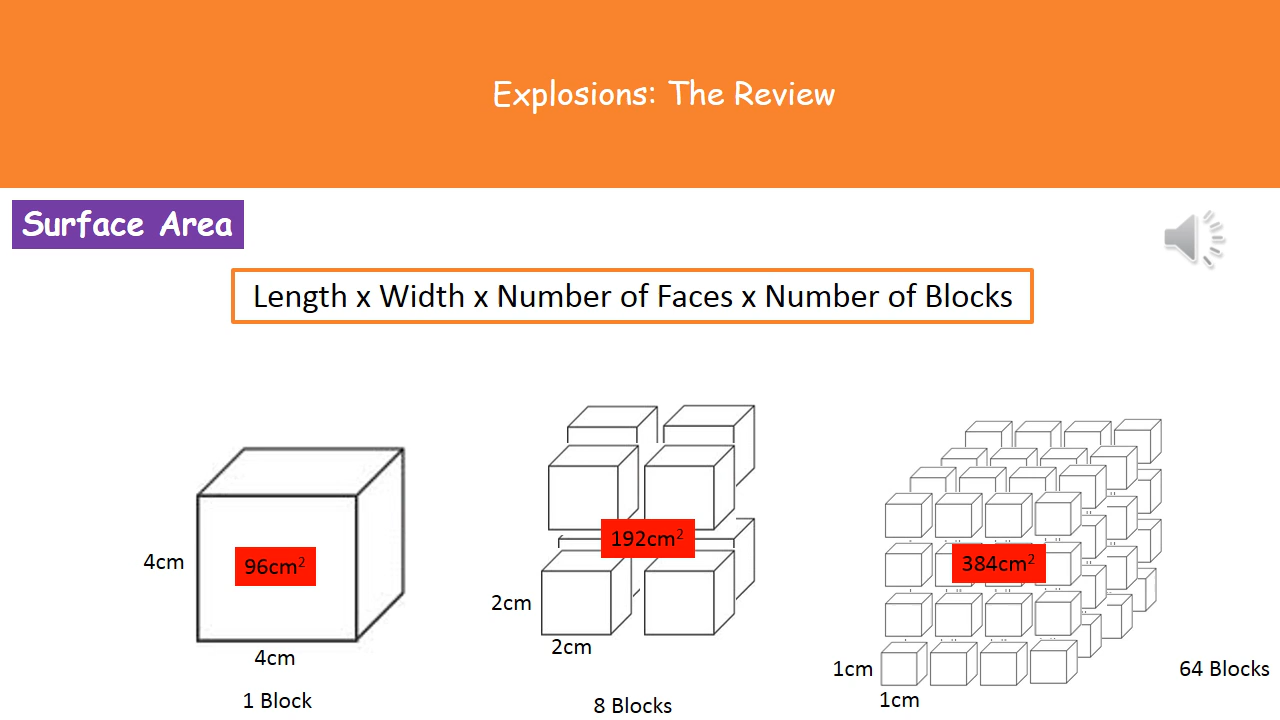 Explosions: The Review
Surface Area
Length x Width x Number of Faces x Number of Blocks
4cm
96cm²
4cm
1 Block
192cm²
2cm
2cm
8 Blocks
384cm²
1cm
1cm
64 Blocks